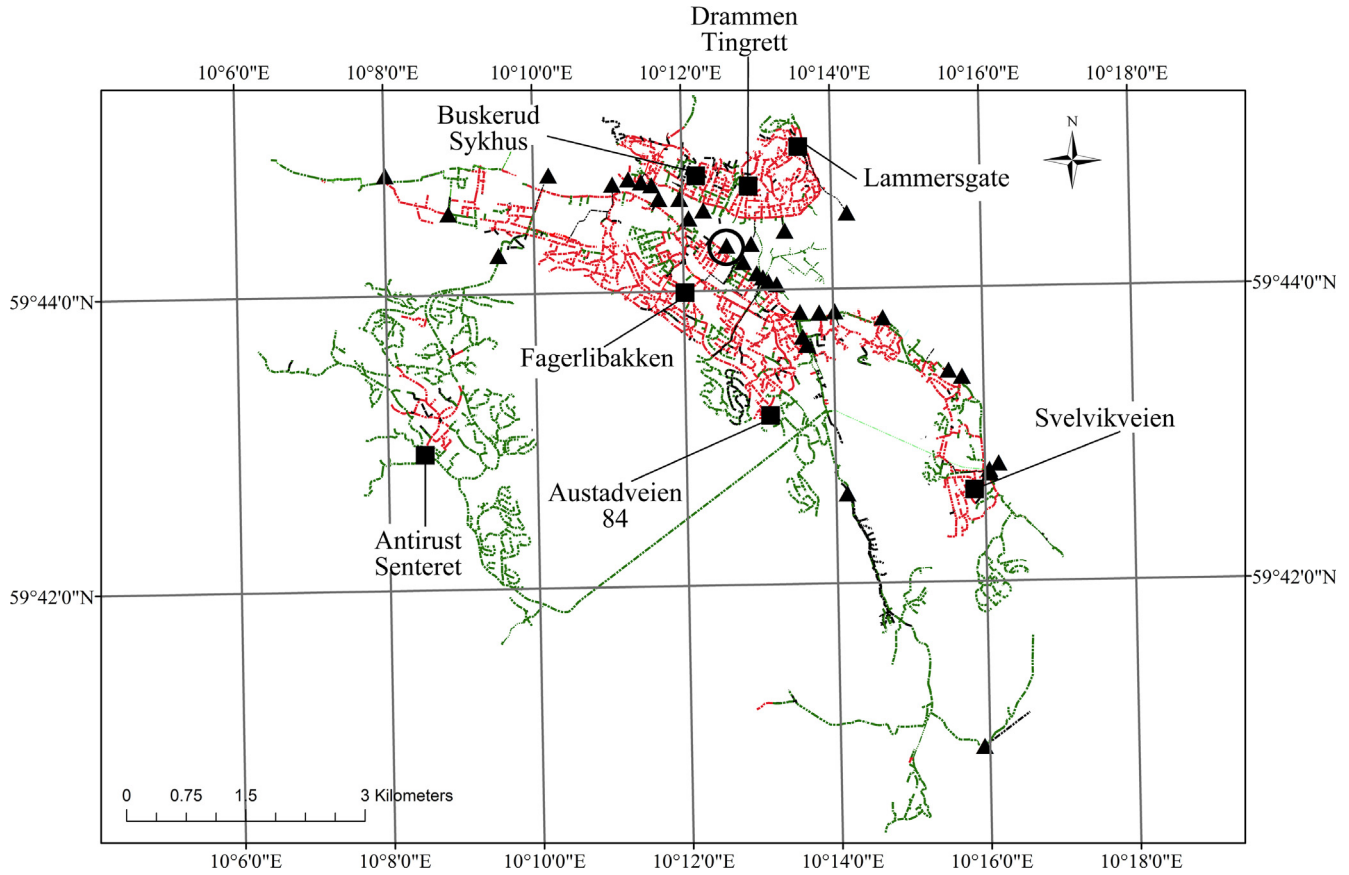 Drammen
Tingrett
10°6'0"E
10°8'0"E
10°10'0"E
10°12'0"E
10°14'0"E
10°16'0"E
10°18'0"E
Buskerud
Sykhus
N
Lammersgate
59°44'0"N
59°44'0"N
Fagerlibakken
Svelvikveien
Austadveien
84
Antirust
Senteret
59°42'0"N
59°42'0"N
0 0.75 1.5 3 Kilometers
10°6'0"E
10°8'0"E
10°10'0"E
10°12'0"E
10°14'0"E
10°16'0"E
10°18'0"E